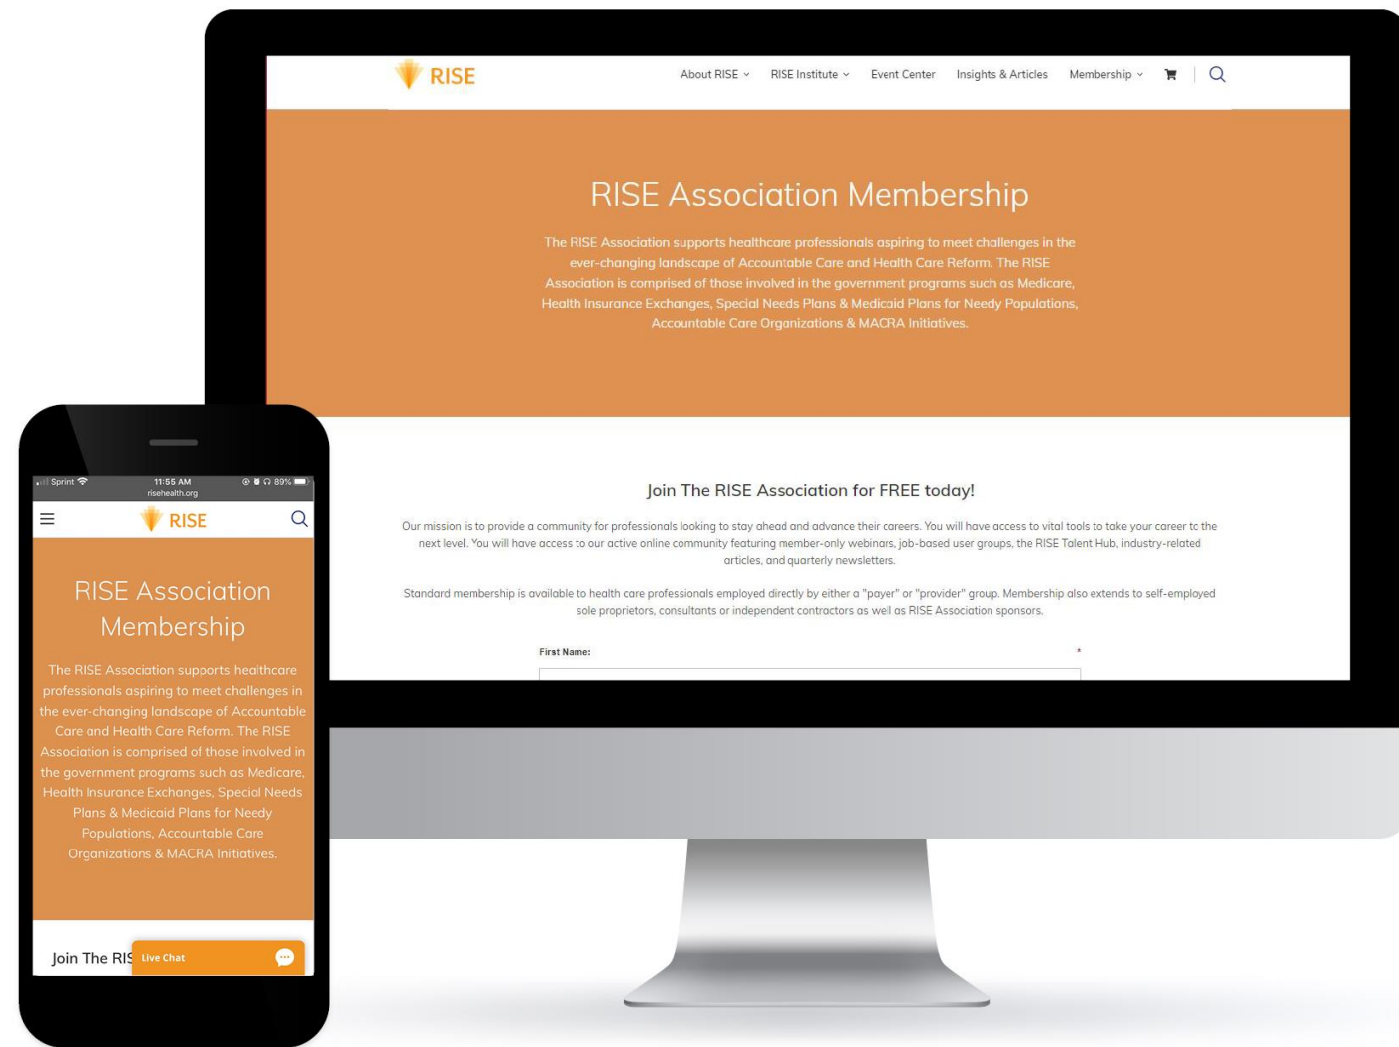 RISE
About RISE
RISE Institute
Event Center
Insights & Articles
Membership
RISE Association Membership
The RISE Association supports healthcare professionals aspiring to meet challenges in the
ever-changing landscape of Accountable Care and Health Care Reform. The RISE
Association is comprised of those involved in the government programs such as Medicare,
Health Insurance Exchanges, Special Needs Plans & Medicaid Plans for Needy Populations,
Accountable Care Organizations & MACRA Initiatives.
Join The RISE Association for FREE today!
Our mission is to provide a community for professionals looking to stay ahead and advance their careers. You will have access to vital tools to take your career to the
next level. You will have access to our active online community featuring member-only webinars, job-based user groups, the RISE Talent Hub, industry-related
articles, and quarterly newsletters.
Standard membership is available to health care professionals employed directly by either a "payer" or "provider" group. Membership also extends to self-employed
sole proprietors, consultants or independent contractors as well as RISE Association sponsors.
First Name: *
Sprint 11:55 AM 89%
risehealth.org
RISE
RISE Association
Membership
The RISE Association supports healthcare
professionals aspiring to meet challenges in
the ever-changing landscape of Accountable
Care and Health Care Reform. The RISE
Association is comprised of those involved in
the government programs such as Medicare,
Health Insurance Exchanges, Special Needs
Plans & Medicaid Plans for Needy
Populations, Accountable Care
Organizations & MACRA Initiatives.
Join The RIS
Live Chat